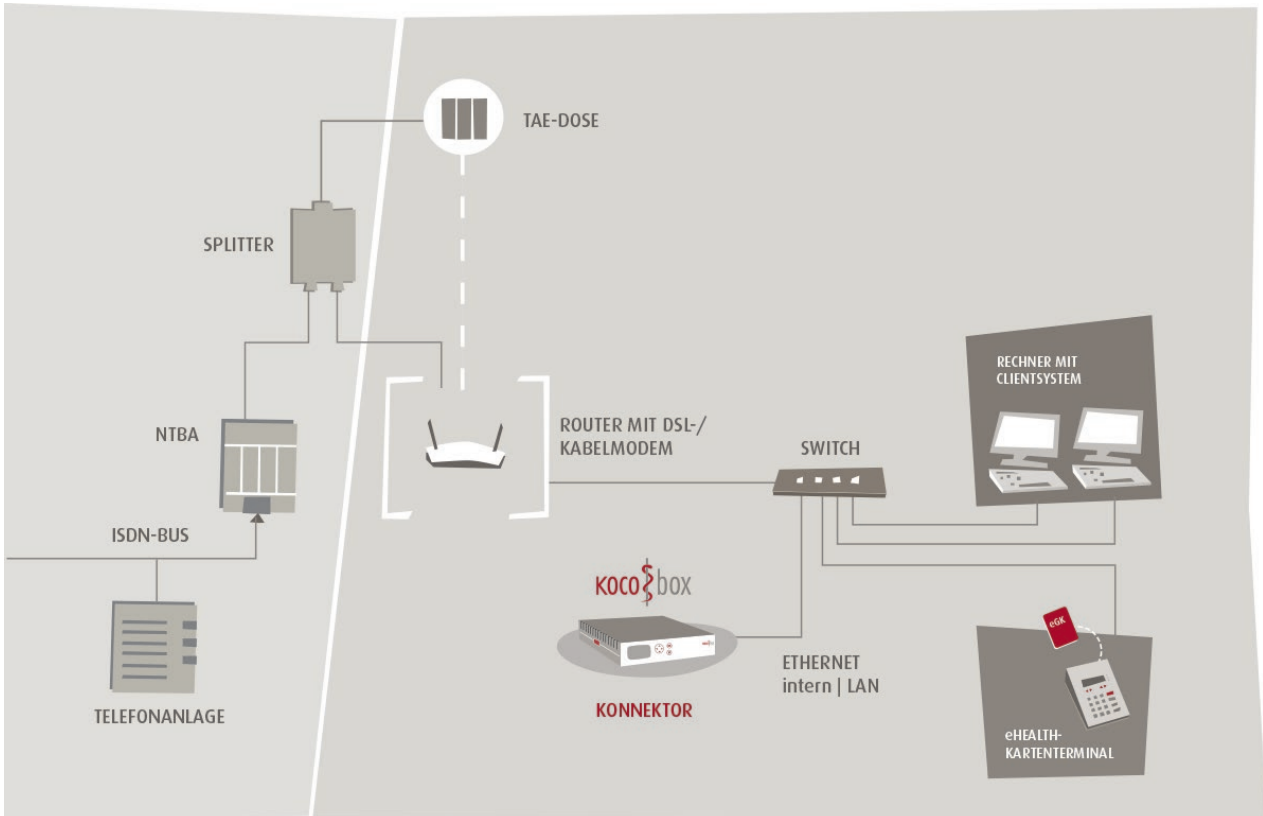 TAE-DOSE
SPLITTER
RECHNER MIT
CLIENTSYSTEM
ROUTER MIT DSL-/
KABELMODEM
SWITCH
NTBA
ISDN-BUS
KOCO box
eGK
ETHERNET
intern | LAN
KONNEKTOR
TELEFONANLAGE
eHEALTH-
KARTENTERMINAL